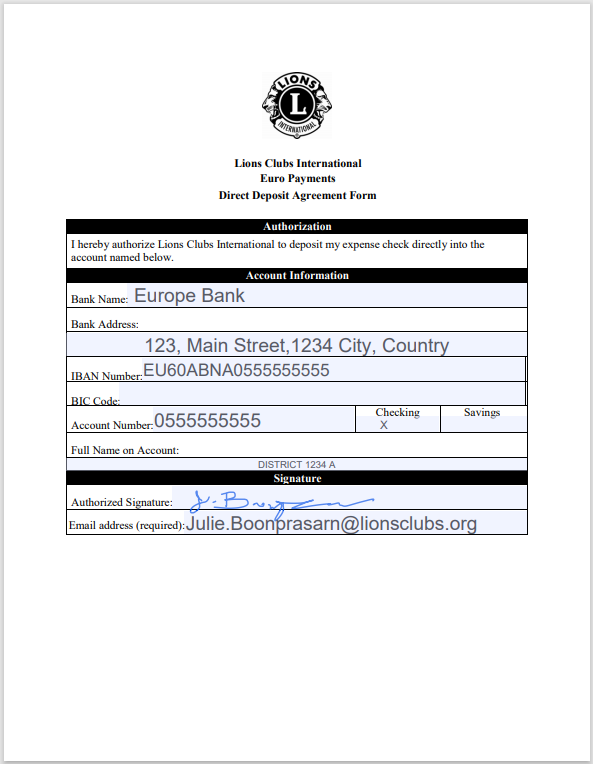 LIONS
L
INTERNATIONAL
Lions Clubs International
Euro Payments
Direct Deposit Agreement Form
Authorization
I hereby authorize Lions Clubs International to deposit my expense check directly into the
account named below.
Account Information
Bank Name: Europe Bank
Bank Address:
123, Main Street,1234 City, Country
IBAN Number: EU60ABNA0555555555
BIC Code:
Account Number: 0555555555 Checking X Savings
Full Name on Account:
DISTRICT 1234 A
Signature
Authorized Signature:
Email address (required): Julie.Boonprasarn@lionsclubs.org